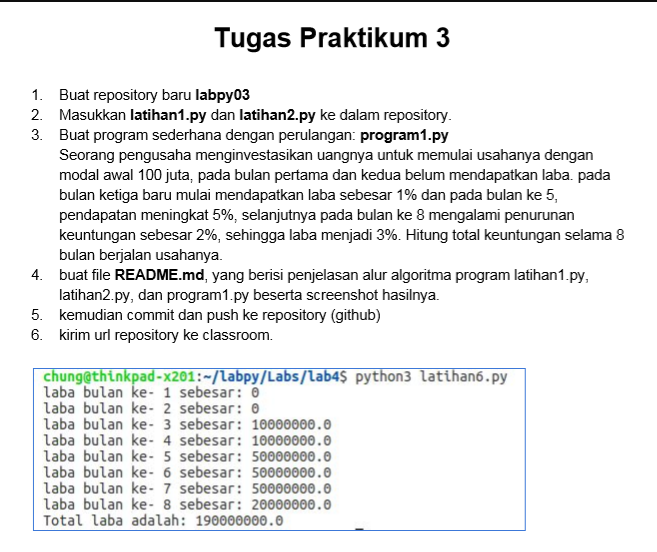 Tugas Praktikum 3
1. Buat repository baru labpy03
2. Masukkan latihan1.py dan latihan2.py ke dalam repository.
3. Buat program sederhana dengan perulangan: program1.py
Seorang pengusaha menginvestasikan uangnya untuk memulai usahanya dengan
modal awal 100 juta, pada bulan pertama dan kedua belum mendapatkan laba. pada
bulan ketiga baru mulai mendapatkan laba sebesar 1% dan pada bulan ke 5,
pendapatan meningkat 5%, selanjutnya pada bulan ke 8 mengalami penurunan
keuntungan sebesar 2%, sehingga laba menjadi 3%. Hitung total keuntungan selama 8
bulan berjalan usahanya.
4. buat file README.md, yang berisi penjelasan alur algoritma program latihan1.py,
latihan2.py, dan program1.py beserta screenshot hasilnya.
5. kemudian commit dan push ke repository (github)
6. kirim url repository ke classroom.
chung@thinkpad-x201:~/labpy/Labs/lab4$ python3 latihan6.py
laba bulan ke- 1 sebesar: 0
laba bulan ke- 2 sebesar: 0
laba bulan ke- 3 sebesar: 10000000.0
laba bulan ke- 4 sebesar: 10000000.0
laba bulan ke- 5 sebesar: 50000000.0
laba bulan ke- 6 sebesar: 50000000.0
laba bulan ke- 7 sebesar: 50000000.0
laba bulan ke- 8 sebesar: 20000000.0
Total laba adalah: 190000000.0